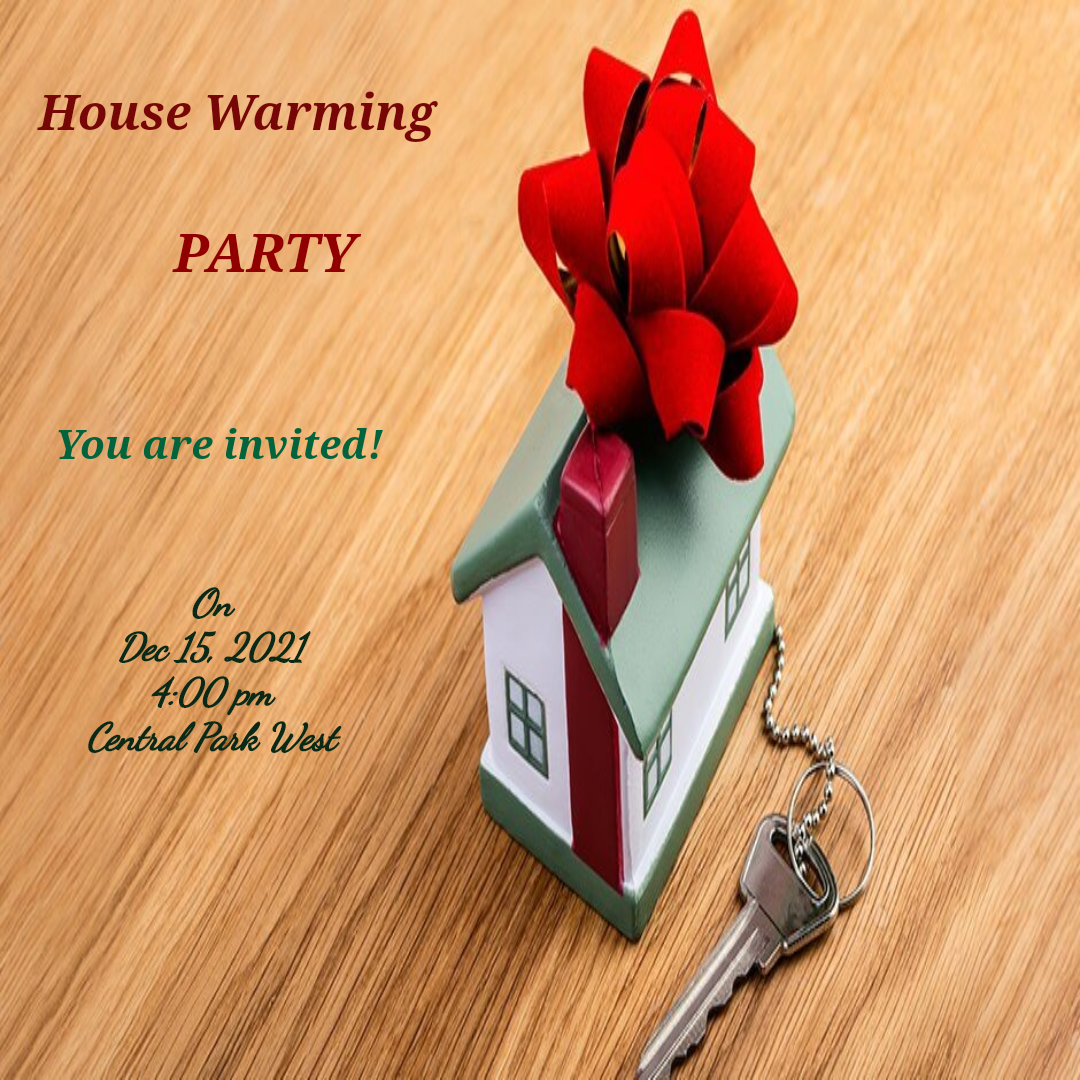 House Warming
PARTY
You are invited!
On
Dec 15, 2021
4:00 pm
Central Park West